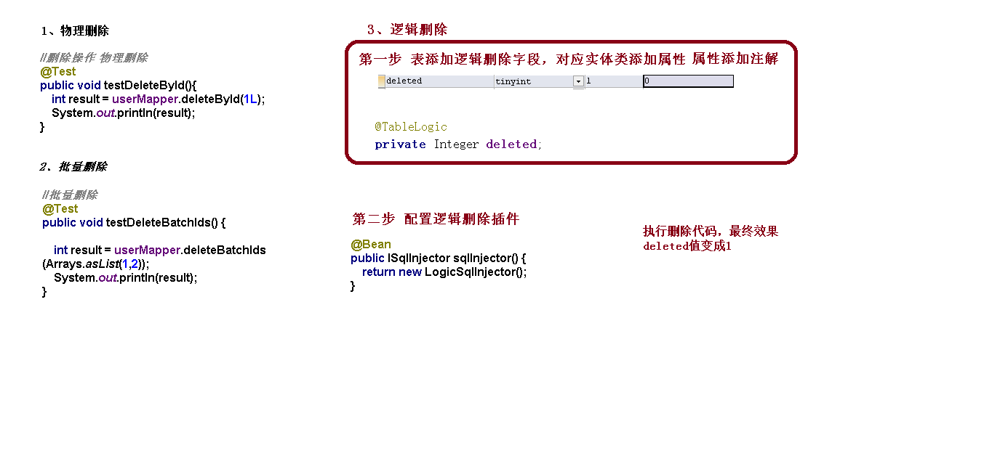 1、物理删除
//删除操作 物理删除
@Test
public void testDeleteById(){
    int result = userMapper.deleteById(1L);
    System.out.println(result);
}
2. 批量删除
//批量删除
@Test
public void testDeleteBatchIds() {
    int result = userMapper.deleteBatchIds
(Arrays.asList(1,2));
    System.out.println(result);
}
3、逻辑删除
第一步 表添加逻辑删除字段，对应实体类添加属性 属性添加注解
deleted tinyint 1 0
@TableLogic
private Integer deleted;
第二步 配置逻辑删除插件
@Bean
public ISqlInjector sqlInjector() {
    return new LogicSqlInjector();
}
执行删除代码，最终效果
deleted值变成1